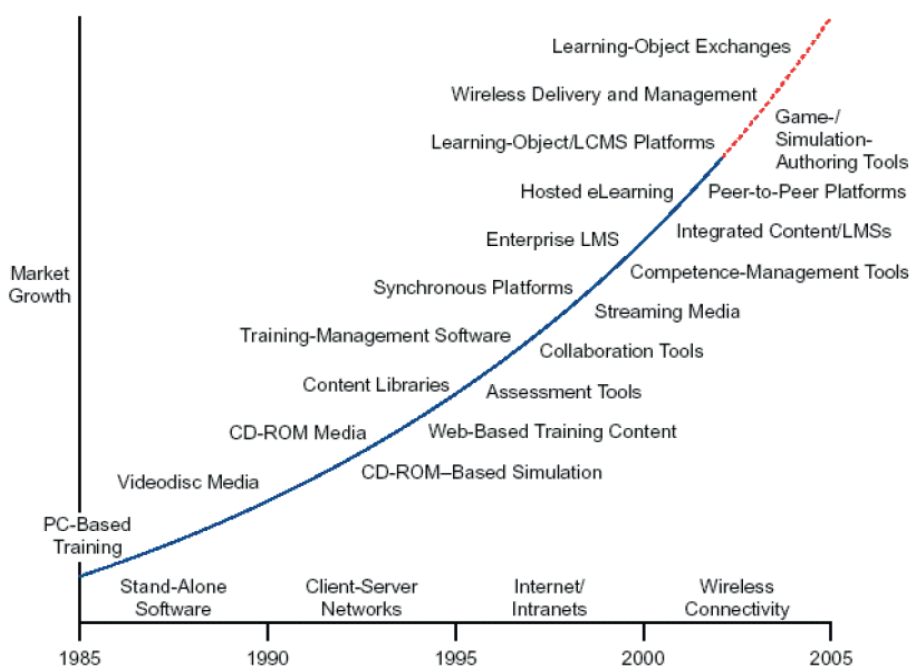 Learning-Object Exchanges
Wireless Delivery and Management
Game-/
Simulation-
Authoring Tools
Learning-Object/LCMS Platforms
Hosted eLearning
Peer-to-Peer Platforms
Integrated Content/LMSs
Enterprise LMS
Competence-Management Tools
Market
Growth
Synchronous Platforms
Streaming Media
Training-Management Software
Collaboration Tools
Content Libraries
Assessment Tools
CD-ROM Media
Web-Based Training Content
CD-ROM–Based Simulation
Videodisc Media
PC-Based
Training
Stand-Alone
Software
Client-Server
Networks
Internet/
Intranets
Wireless
Connectivity
1985
1990
1995
2000
2005